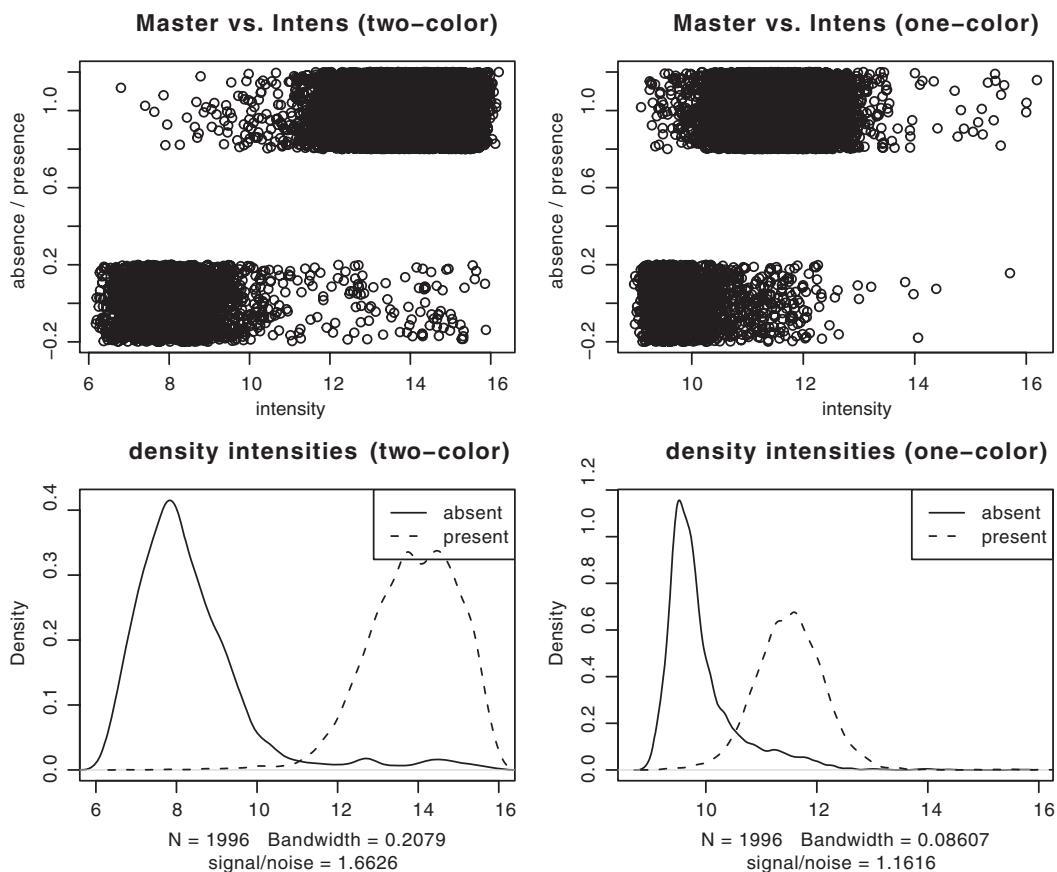 Master vs. Intens (two−color)
absence / presence
−0.2 0.2 0.6 1.0
6 8 10 12 14 16
intensity
Master vs. Intens (one−color)
absence / presence
−0.2 0.2 0.6 1.0
10 12 14 16
intensity
density intensities (two−color)
Density
0.0 0.1 0.2 0.3 0.4
absent
present
6 8 10 12 14 16
N = 1996 Bandwidth = 0.2079
signal/noise = 1.6626
density intensities (one−color)
Density
0.0 0.2 0.4 0.6 0.8 1.0 1.2
absent
present
10 12 14 16
N = 1996 Bandwidth = 0.08607
signal/noise = 1.1616